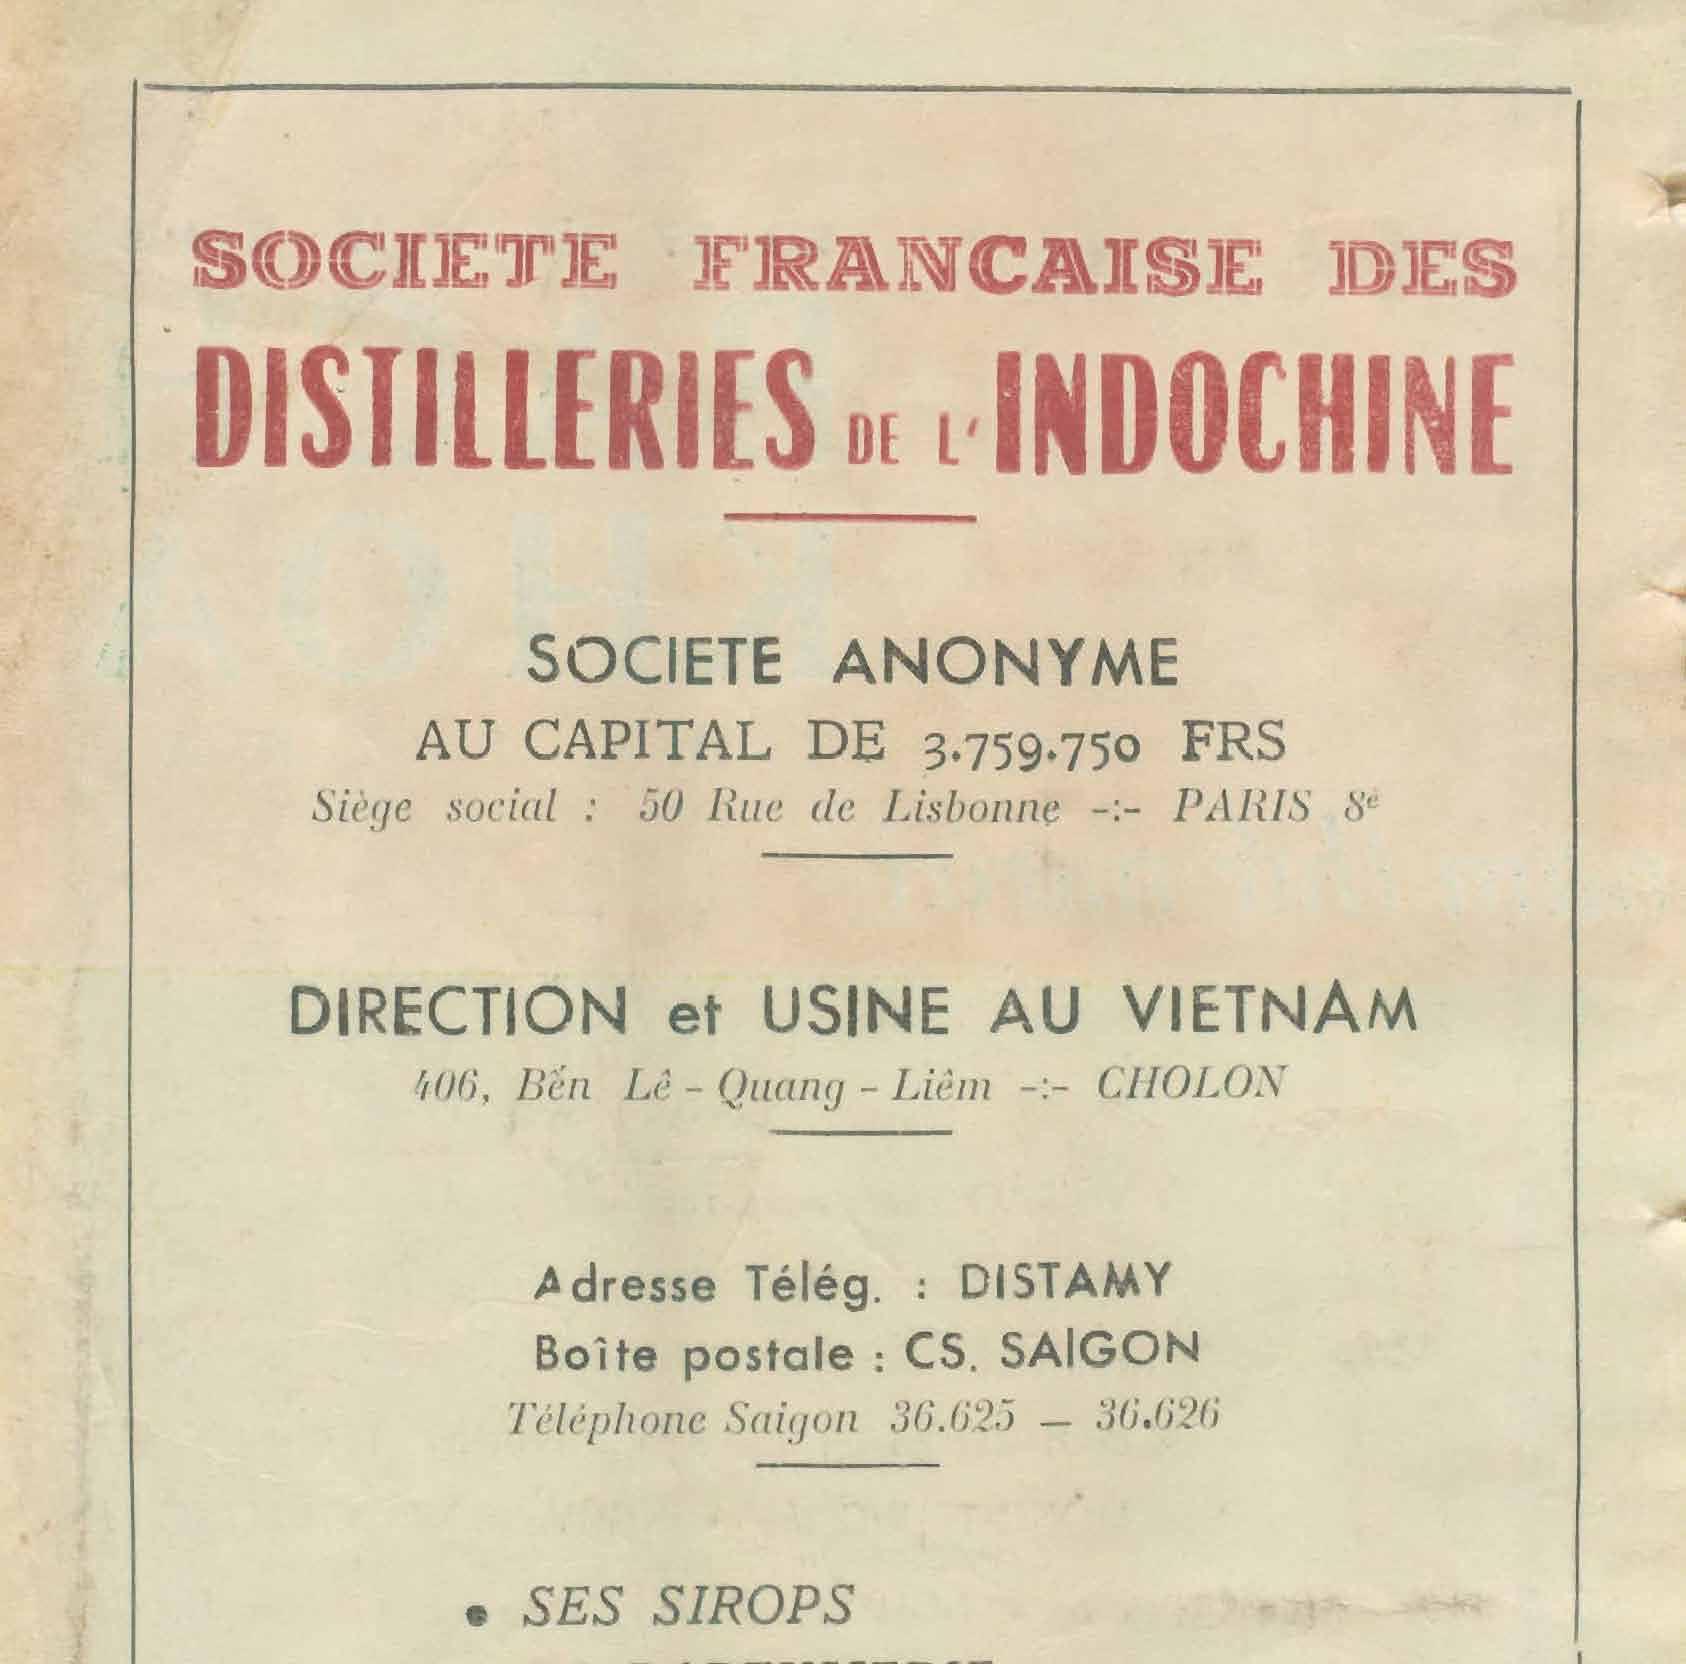 SOCIETE FRANCAISE DES
DISTILLERIES DE L'INDOCHINE
SOCIETE ANONYME
AU CAPITAL DE 3.759.750 FRS
Siège social : 50 Rue de Lisbonne -:- PARIS 8e
DIRECTION et USINE AU VIETNAM
406, Bến Lê - Quang - Liêm -:- CHOLON
Adresse Télég. : DISTAMY
Boîte postale : CS. SAIGON
Téléphone Saigon 36.625 — 36.626
• SES SIROPS